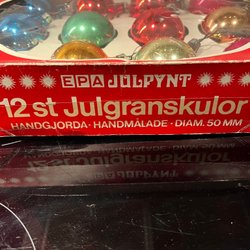 EPA JULPYNT
12 st Julgranskulor
HANDGJORDA · HANDMÅLADE · DIAM. 50 MM